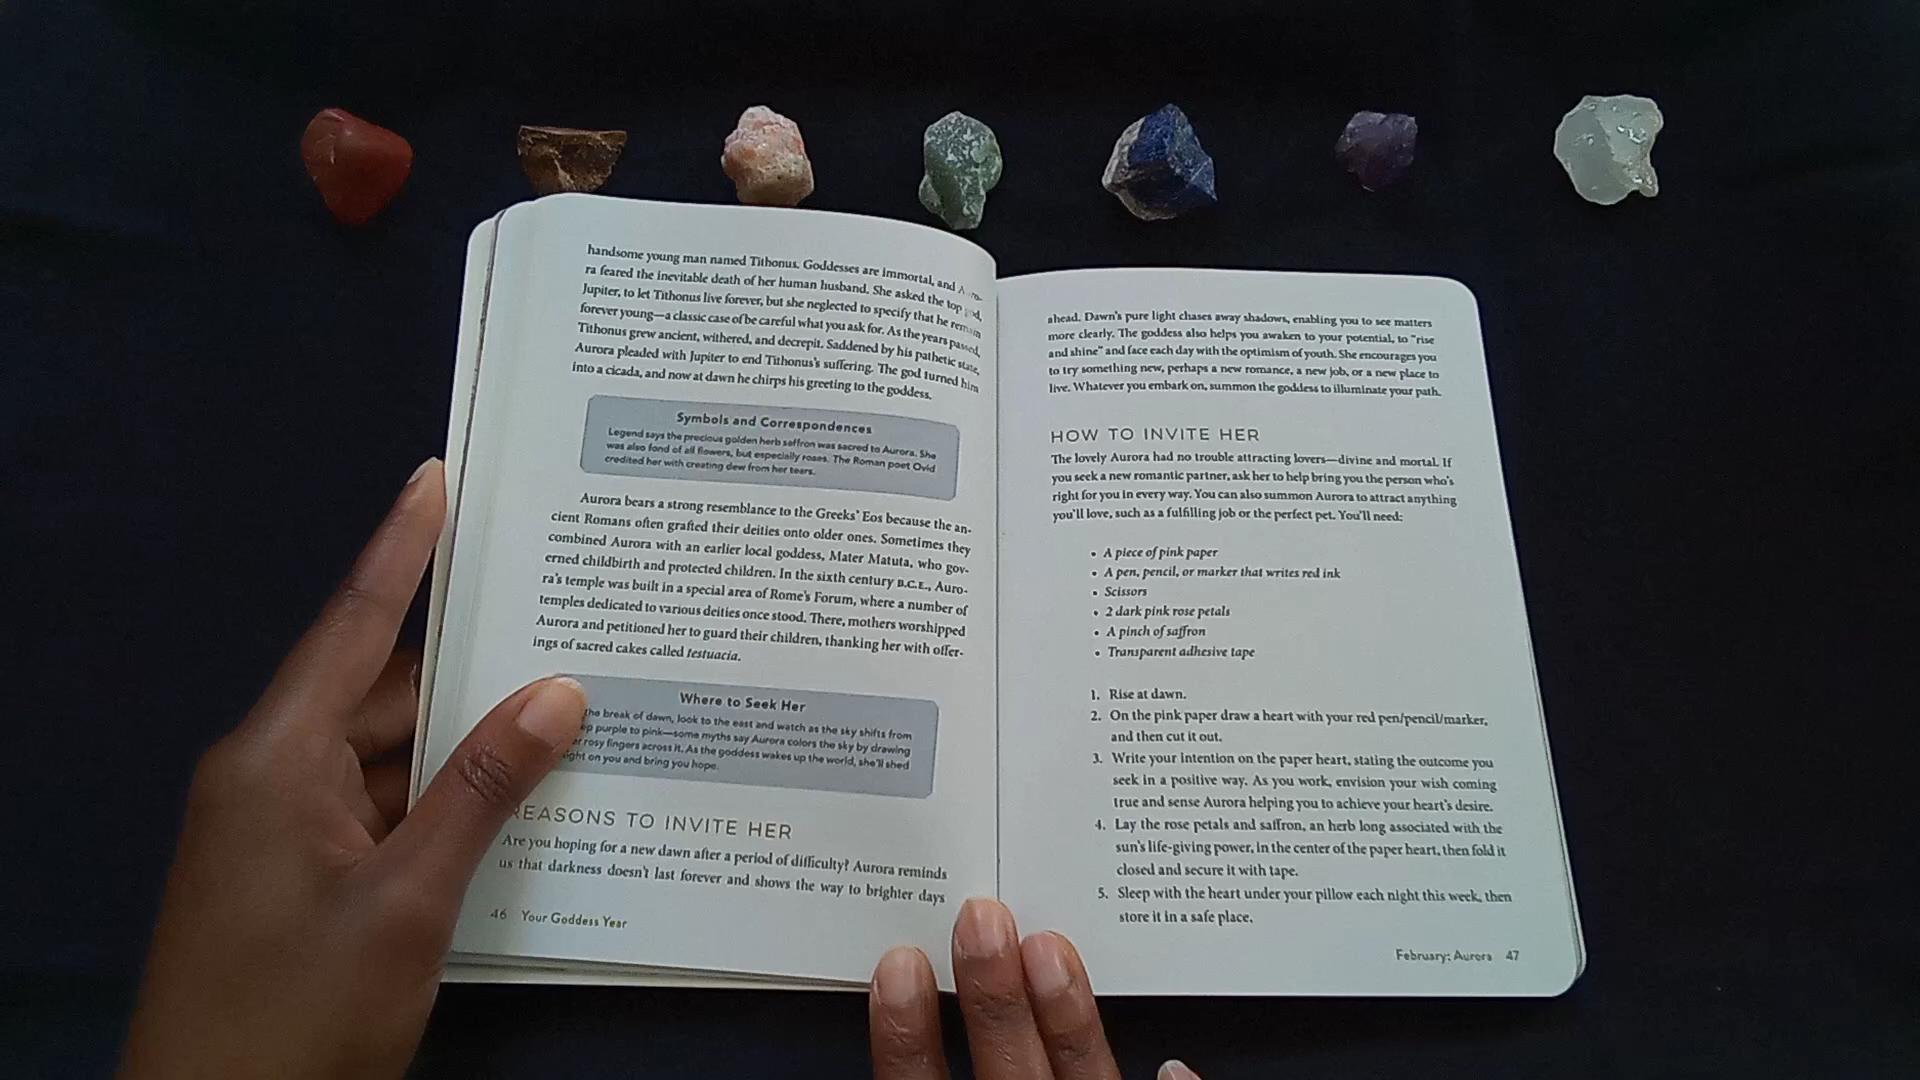 handsome young man named Tithonus. Goddesses are immortal, and
ra feared the inevitable death of her human husband. She asked the top god,
Jupiter, to let Tithonus live forever, but she neglected to specify that he remain
forever young—a classic case of be careful what you ask for. As the years passed,
Tithonus grew ancient, withered, and decrepit. Saddened by his pathetic state,
Aurora pleaded with Jupiter to end Tithonus's suffering. The god turned him
into a cicada, and now at dawn he chirps his greeting to the goddess.
Symbols and Correspondences
Legend says the precious golden herb saffron was sacred to Aurora. She
was also fond of all flowers, but especially roses. The Roman poet Ovid
credited her with creating dew from her tears.
Aurora bears a strong resemblance to the Greeks' Eos because the an-
cient Romans often grafted their deities onto older ones. Sometimes they
combined Aurora with an earlier local goddess, Mater Matuta, who gov-
erned childbirth and protected children. In the sixth century B.C.E., Auro-
ra's temple was built in a special area of Rome's Forum, where a number of
temples dedicated to various deities once stood. There, mothers worshipped
Aurora and petitioned her to guard their children, thanking her with offer-
ings of sacred cakes called testuacia.
Where to Seek Her
the break of dawn, look to the east and watch as the sky shifts from
purple to pink—some myths say Aurora colors the sky by drawing
rosy fingers across it. As the goddess wakes up the world, she'll shed
on you and bring you hope.
REASONS TO INVITE HER
Are you hoping for a new dawn after a period of difficulty? Aurora reminds
us that darkness doesn't last forever and shows the way to brighter days
46 Your Goddess Year
ahead. Dawn's pure light chases away shadows, enabling you to see matters
more clearly. The goddess also helps you awaken to your potential, to "rise
and shine" and face each day with the optimism of youth. She encourages you
to try something new, perhaps a new romance, a new job, or a new place to
live. Whatever you embark on, summon the goddess to illuminate your path.
HOW TO INVITE HER
The lovely Aurora had no trouble attracting lovers—divine and mortal. If
you seek a new romantic partner, ask her to help bring you the person who's
right for you in every way. You can also summon Aurora to attract anything
you'll love, such as a fulfilling job or the perfect pet. You'll need:
• A piece of pink paper
• A pen, pencil, or marker that writes red ink
• Scissors
• 2 dark pink rose petals
• A pinch of saffron
• Transparent adhesive tape
1. Rise at dawn.
2. On the pink paper draw a heart with your red pen/pencil/marker,
and then cut it out.
3. Write your intention on the paper heart, stating the outcome you
seek in a positive way. As you work, envision your wish coming
true and sense Aurora helping you to achieve your heart's desire.
4. Lay the rose petals and saffron, an herb long associated with the
sun's life-giving power, in the center of the paper heart, then fold it
closed and secure it with tape.
5. Sleep with the heart under your pillow each night this week, then
store it in a safe place.
February: Aurora 47